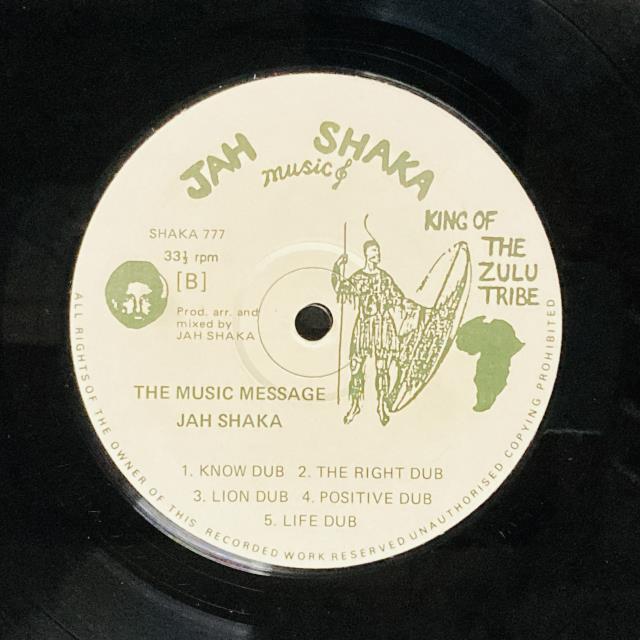 JAH SHAKA
music
KING OF
THE
ZULU
TRIBE
SHAKA 777
33⅓ rpm
[B]
Prod. arr. and
mixed by
JAH SHAKA
THE MUSIC MESSAGE
JAH SHAKA
1. KNOW DUB 2. THE RIGHT DUB
3. LION DUB 4. POSITIVE DUB
5. LIFE DUB
ALL RIGHTS OF THE OWNER OF THIS RECORDED WORK RESERVED UNAUTHORISED COPYING PROHIBITED